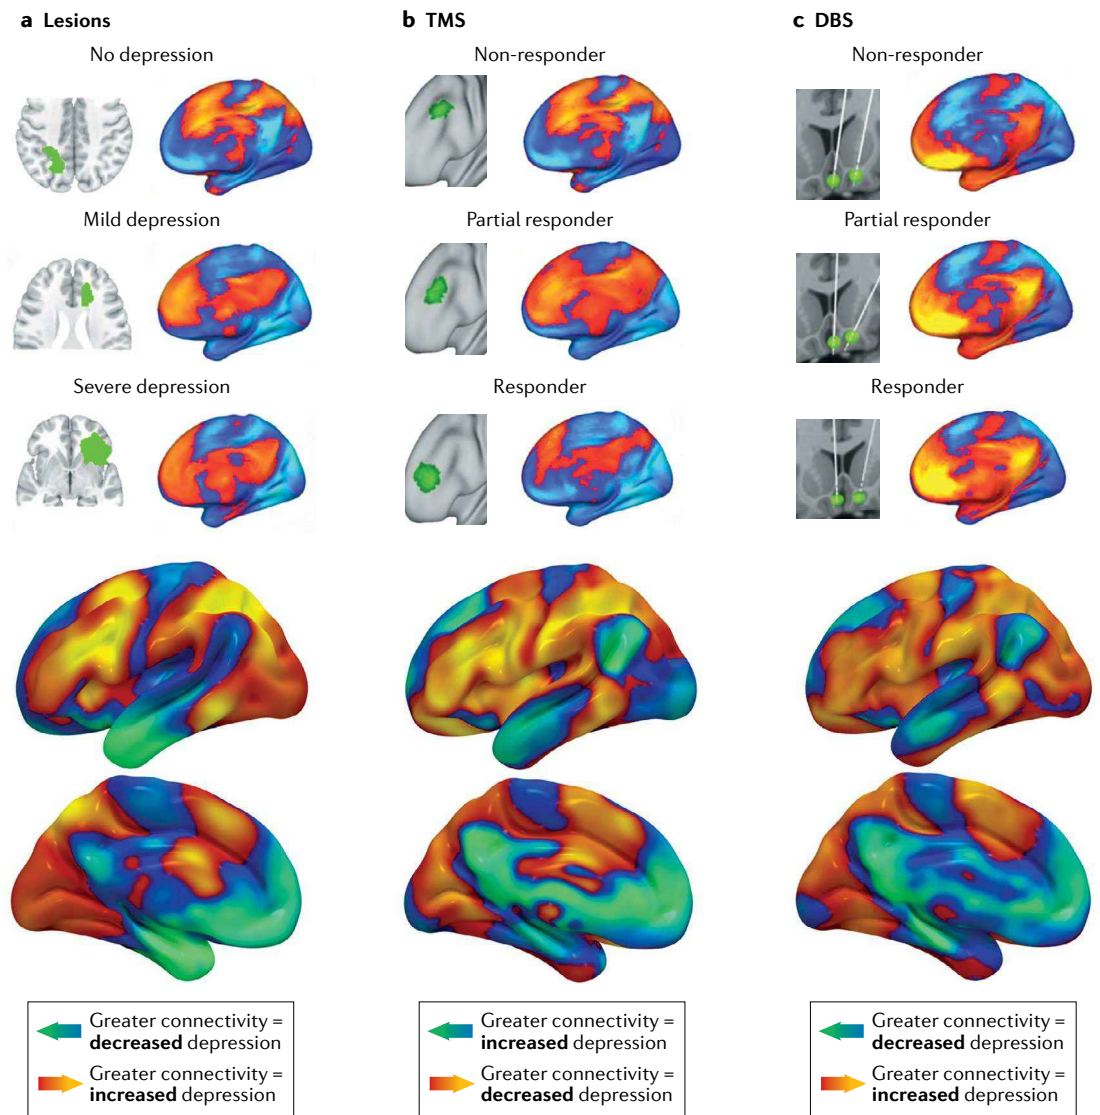 a Lesions
No depression
Mild depression
Severe depression
Greater connectivity =
decreased depression
Greater connectivity =
increased depression
b TMS
Non-responder
Partial responder
Responder
Greater connectivity =
increased depression
Greater connectivity =
decreased depression
c DBS
Non-responder
Partial responder
Responder
Greater connectivity =
decreased depression
Greater connectivity =
increased depression